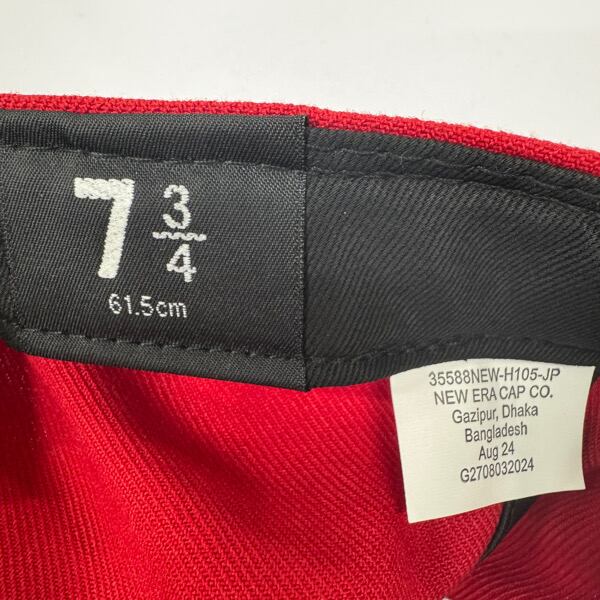 7 3/4
61.5cm
35588NEW-H105-JP
NEW ERA CAP CO.
Gazipur, Dhaka
Bangladesh
Aug 24
G2708032024